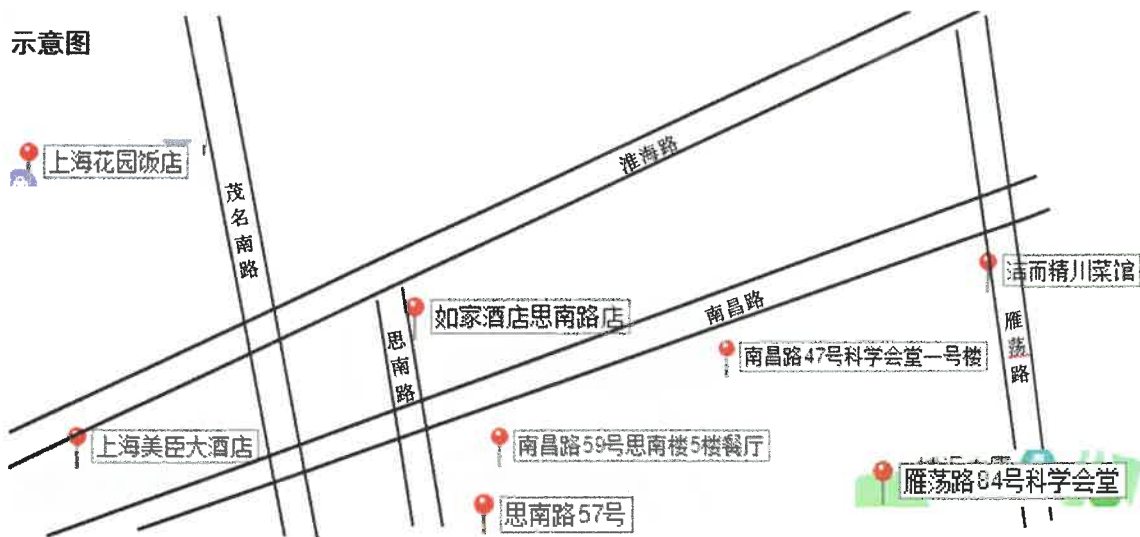 示意图
上海花园饭店
茂名南路
淮海路
如家酒店思南路店
思南路
南昌路
洁而精川菜馆
雁荡路
南昌路47号科学会堂一号楼
上海美臣大酒店
南昌路59号思南楼5楼餐厅
雁荡路84号科学会堂
思南路57号